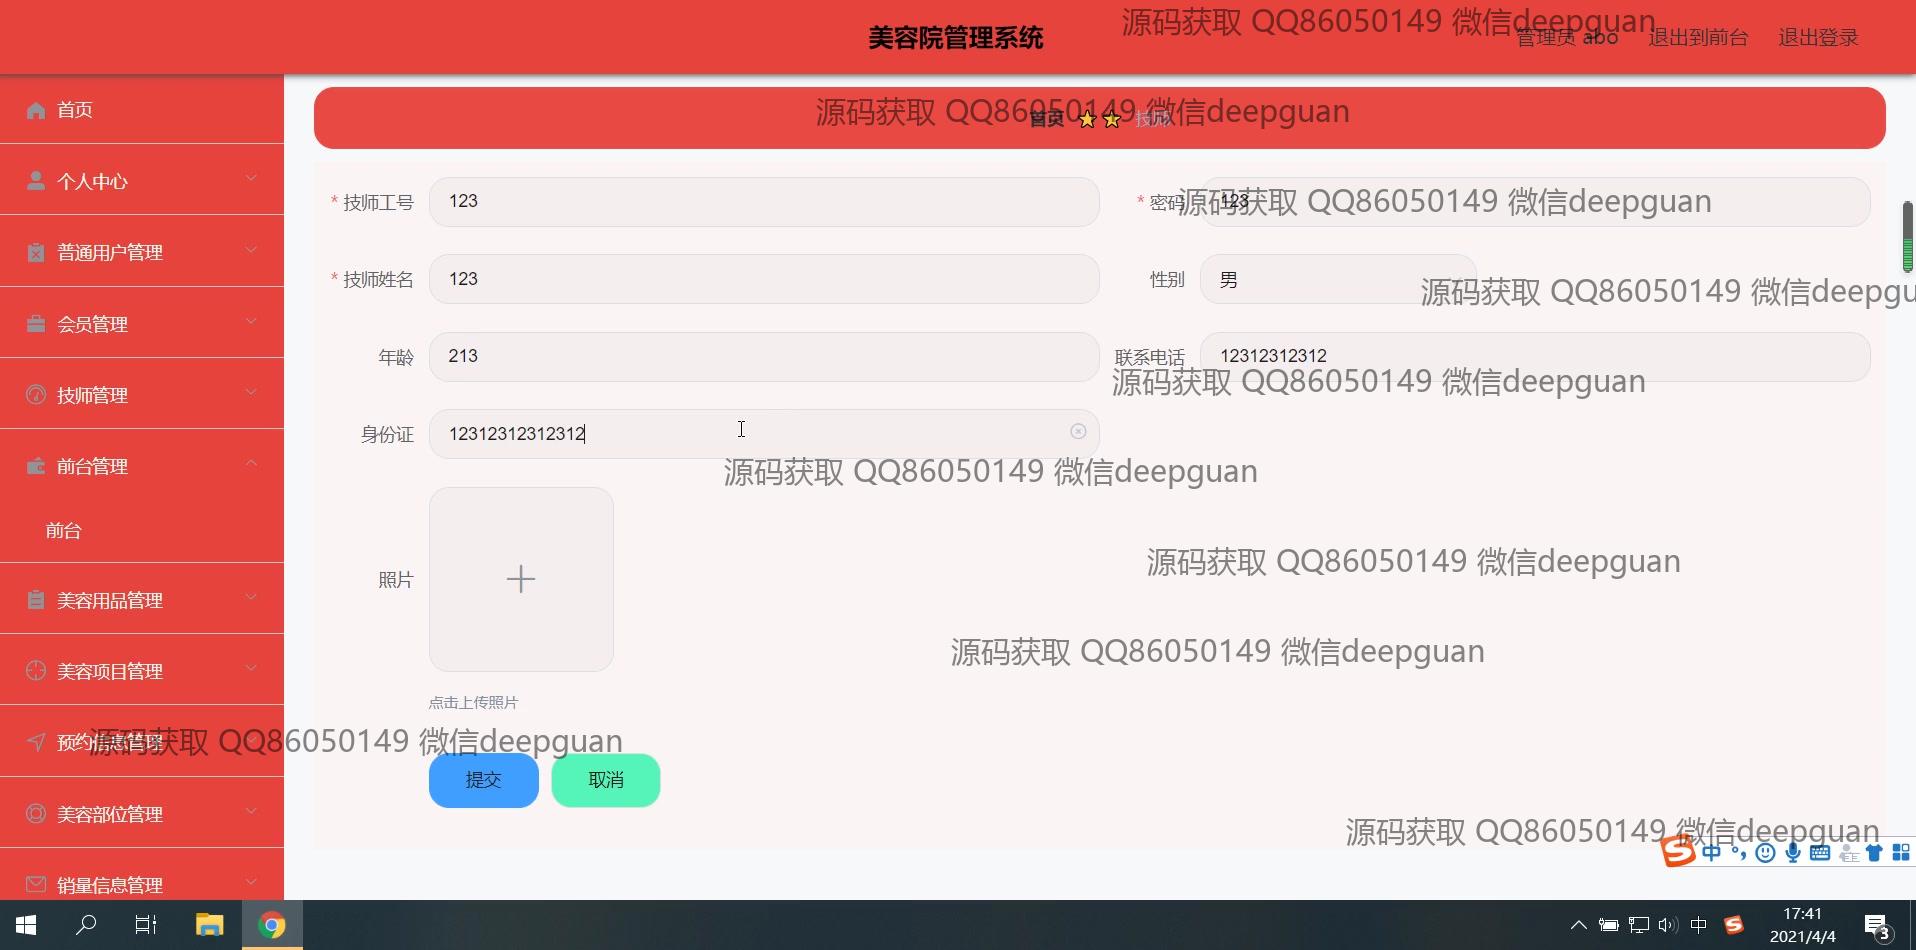 美容院管理系统
源码获取 QQ86050149 微信deepguan
管理员 abo
退出到前台
退出登录
首页
个人中心
普通用户管理
会员管理
技师管理
前台管理
前台
美容用品管理
美容项目管理
预约信息管理
美容部位管理
销量信息管理
源码获取 QQ86050149 微信deepguan
首页
技师
* 技师工号
123
* 密码
123
源码获取 QQ86050149 微信deepguan
* 技师姓名
123
性别
男
源码获取 QQ86050149 微信deepgu
年龄
213
联系电话
12312312312
源码获取 QQ86050149 微信deepguan
身份证
12312312312312
源码获取 QQ86050149 微信deepguan
源码获取 QQ86050149 微信deepguan
照片
源码获取 QQ86050149 微信deepguan
点击上传照片
源码获取 QQ86050149 微信deepguan
提交
取消
源码获取 QQ86050149 微信deepguan
中
中
17:41
2021/4/4
3